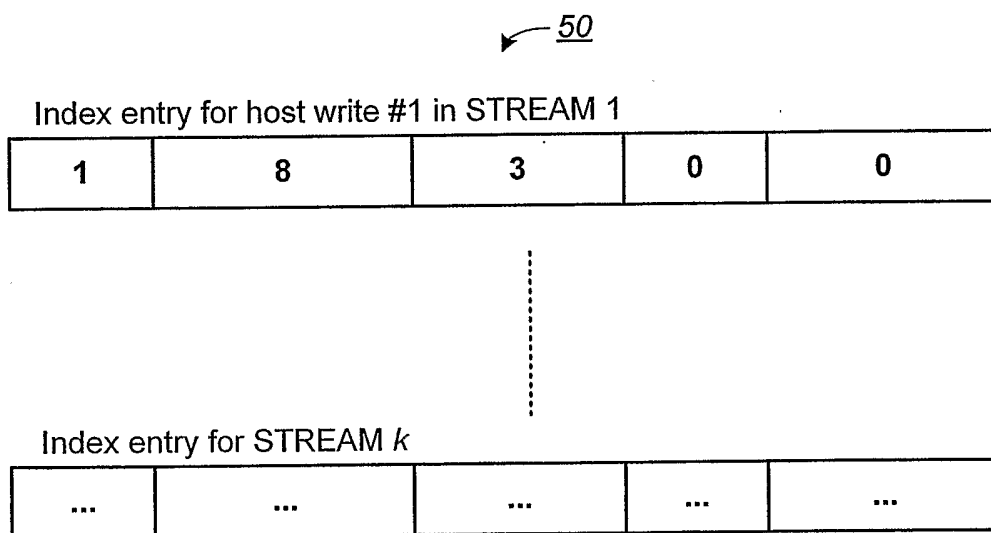 50
Index entry for host write #1 in STREAM 1
1 8 3 0 0
Index entry for STREAM k
... ... ... ... ...